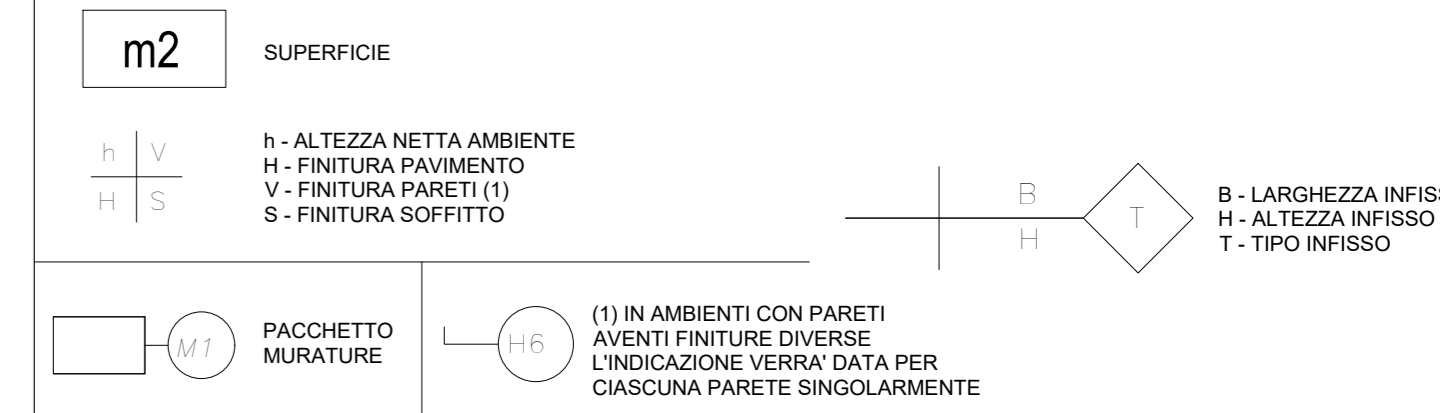 m2
SUPERFICIE
h V
H S
h - ALTEZZA NETTA AMBIENTE
H - FINITURA PAVIMENTO
V - FINITURA PARETI (1)
S - FINITURA SOFFITTO
B
H
T
B - LARGHEZZA
H - ALTEZZA INFISSO
T - TIPO INFISSO
M1
PACCHETTO
MURATURE
H6
(1) IN AMBIENTI CON PARETI
AVENTI FINITURE DIVERSE
L'INDICAZIONE VERRA' DATA PER
CIASCUNA PARETE SINGOLARMENTE